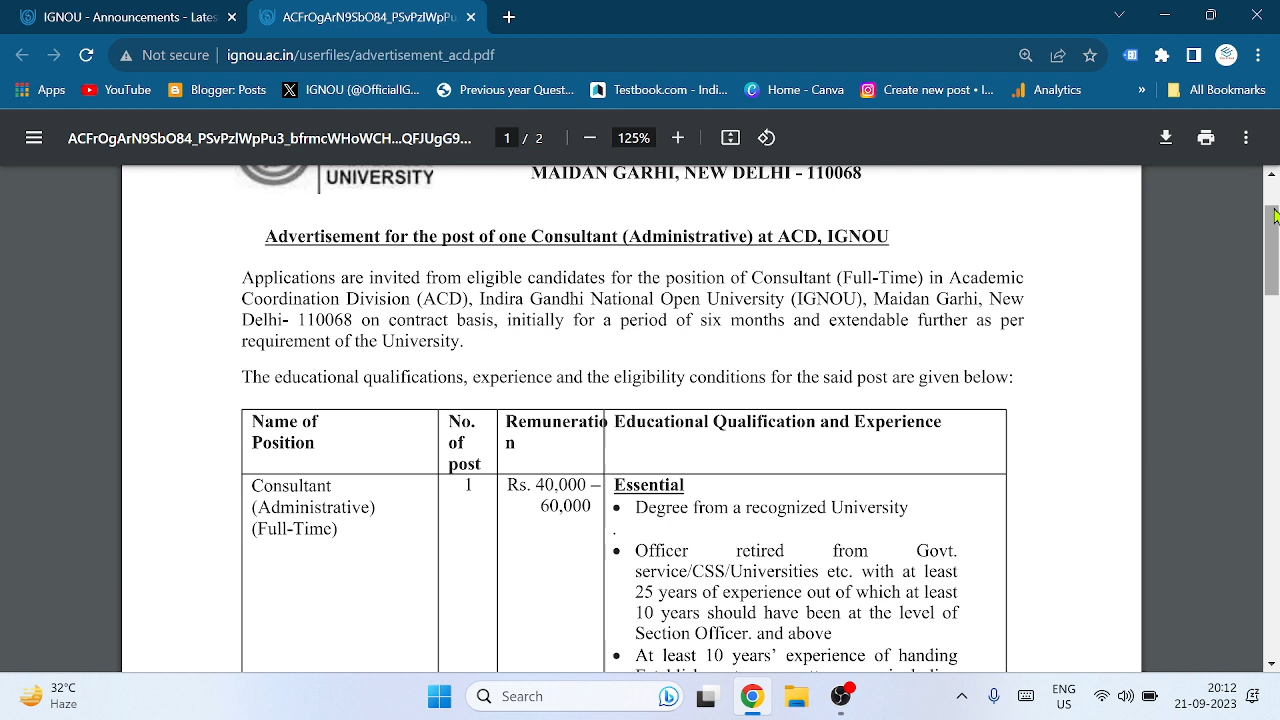 IGNOU - Announcements - Lates
ACFrOgArN9SbO84_PSvPzlWpPu
Not secure
ignou.ac.in/userfiles/advertisement_acd.pdf
Apps
YouTube
Blogger: Posts
IGNOU (@OfficialIG...
Previous year Quest...
Testbook.com - Indi...
Home - Canva
Create new post • I...
Analytics
»
All Bookmarks
ACFrOgArN9SbO84_PSvPzlWpPu3_bfrmcWHoWCH...QFJUgG9...
1 / 2
125%
UNIVERSITY
MAIDAN GARHI, NEW DELHI - 110068
Advertisement for the post of one Consultant (Administrative) at ACD, IGNOU
Applications are invited from eligible candidates for the position of Consultant (Full-Time) in Academic
Coordination Division (ACD), Indira Gandhi National Open University (IGNOU), Maidan Garhi, New
Delhi- 110068 on contract basis, initially for a period of six months and extendable further as per
requirement of the University.
The educational qualifications, experience and the eligibility conditions for the said post are given below:
Name of
Position
No.
of
post
Remuneratio
n
Educational Qualification and Experience
Consultant
(Administrative)
(Full-Time)
1
Rs. 40,000 –
60,000
Essential
• Degree from a recognized University
.
• Officer retired from Govt.
service/CSS/Universities etc. with at least
25 years of experience out of which at least
10 years should have been at the level of
Section Officer. and above
• At least 10 years' experience of handing
32°C
Haze
Search
ENG
US
20:12
21-09-2023